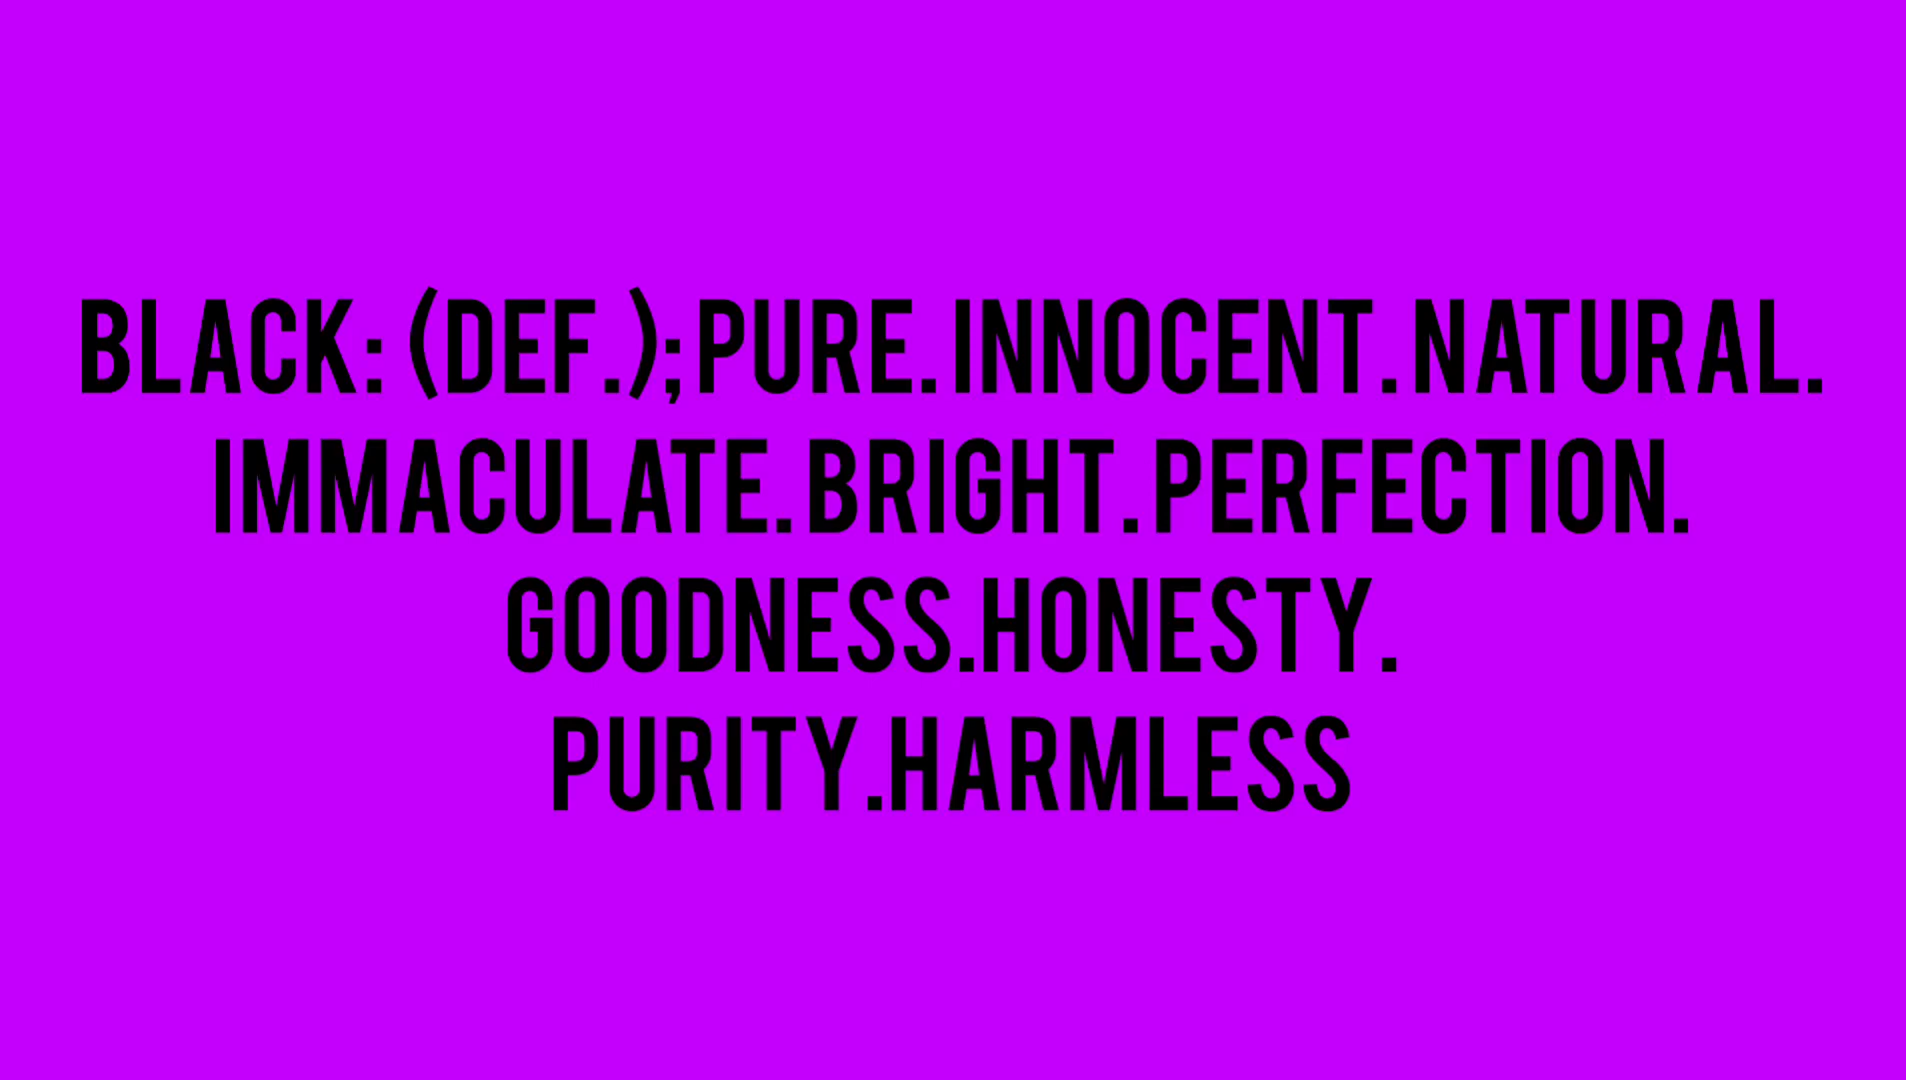 BLACK: (DEF.); PURE. INNOCENT. NATURAL.
IMMACULATE. BRIGHT. PERFECTION.
GOODNESS.HONESTY.
PURITY.HARMLESS